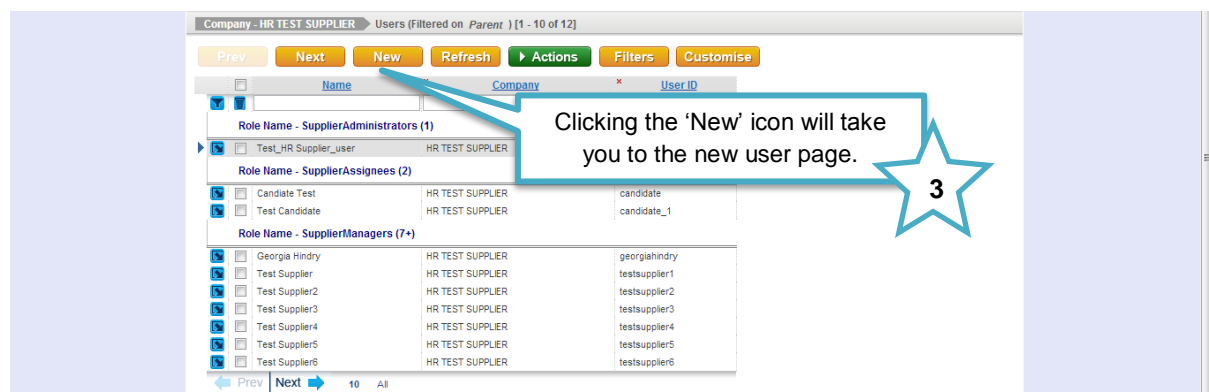 Company - HR TEST SUPPLIER Users (Filtered on Parent ) [1 - 10 of 12]
Prev Next New Refresh Actions Filters Customise
Name Company User ID
Clicking the ‘New’ icon will take
you to the new user page.
3
Role Name - SupplierAdministrators (1)
Test_HR Supplier_user HR TEST SUPPLIER
Role Name - SupplierAssignees (2)
Candiate Test HR TEST SUPPLIER candidate
Test Candidate HR TEST SUPPLIER candidate_1
Role Name - SupplierManagers (7+)
Georgia Hindry HR TEST SUPPLIER georgiahindry
Test Supplier HR TEST SUPPLIER testsupplier1
Test Supplier2 HR TEST SUPPLIER testsupplier2
Test Supplier3 HR TEST SUPPLIER testsupplier3
Test Supplier4 HR TEST SUPPLIER testsupplier4
Test Supplier5 HR TEST SUPPLIER testsupplier5
Test Supplier6 HR TEST SUPPLIER testsupplier6
Prev Next 10 All